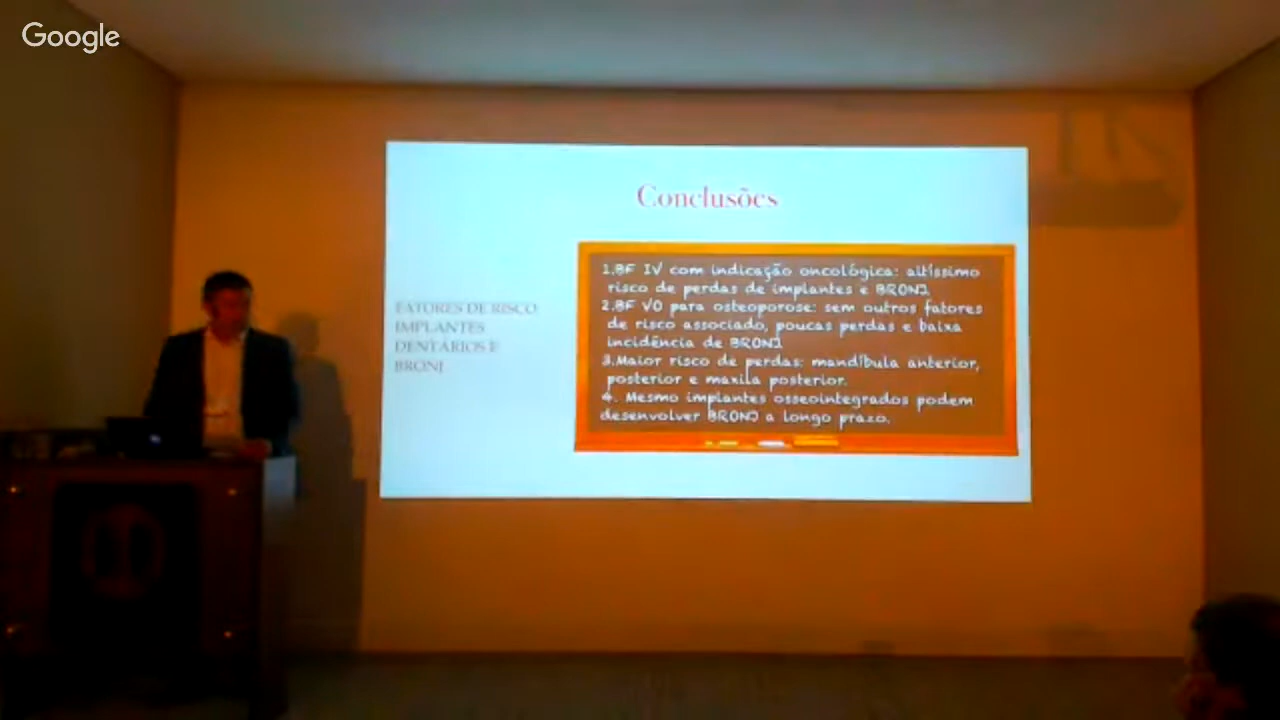 Google
Conclusões
FATORES DE RISCO
IMPLANTES
DENTÁRIOS E
BRONJ
1.BF IV com indicação oncológica: altíssimo
risco de perdas de implantes e BRONJ.
2.BF VO para osteoporose: sem outros fatores
de risco associado, poucas perdas e baixa
incidência de BRONJ
3.Maior risco de perdas: mandíbula anterior,
posterior e maxila posterior.
4. Mesmo implantes osseointegrados podem
desenvolver BRONJ a longo prazo.